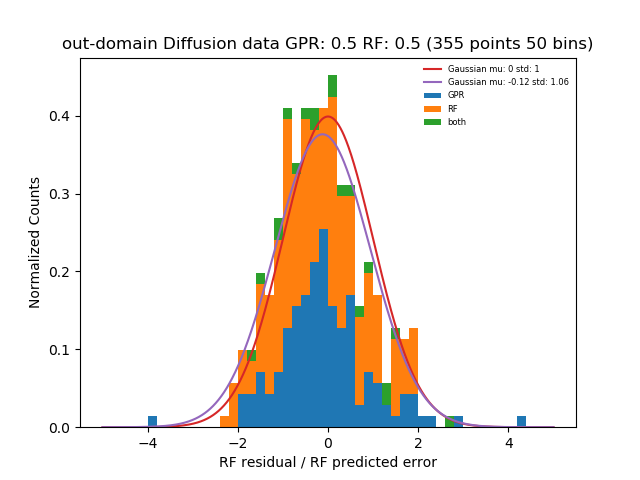 out-domain Diffusion data GPR: 0.5 RF: 0.5 (355 points 50 bins)
Gaussian mu: 0 std: 1
Gaussian mu: -0.12 std: 1.06
GPR
RF
both
Normalized Counts
0.4
0.3
0.2
0.1
0.0
−4
−2
0
2
4
RF residual / RF predicted error